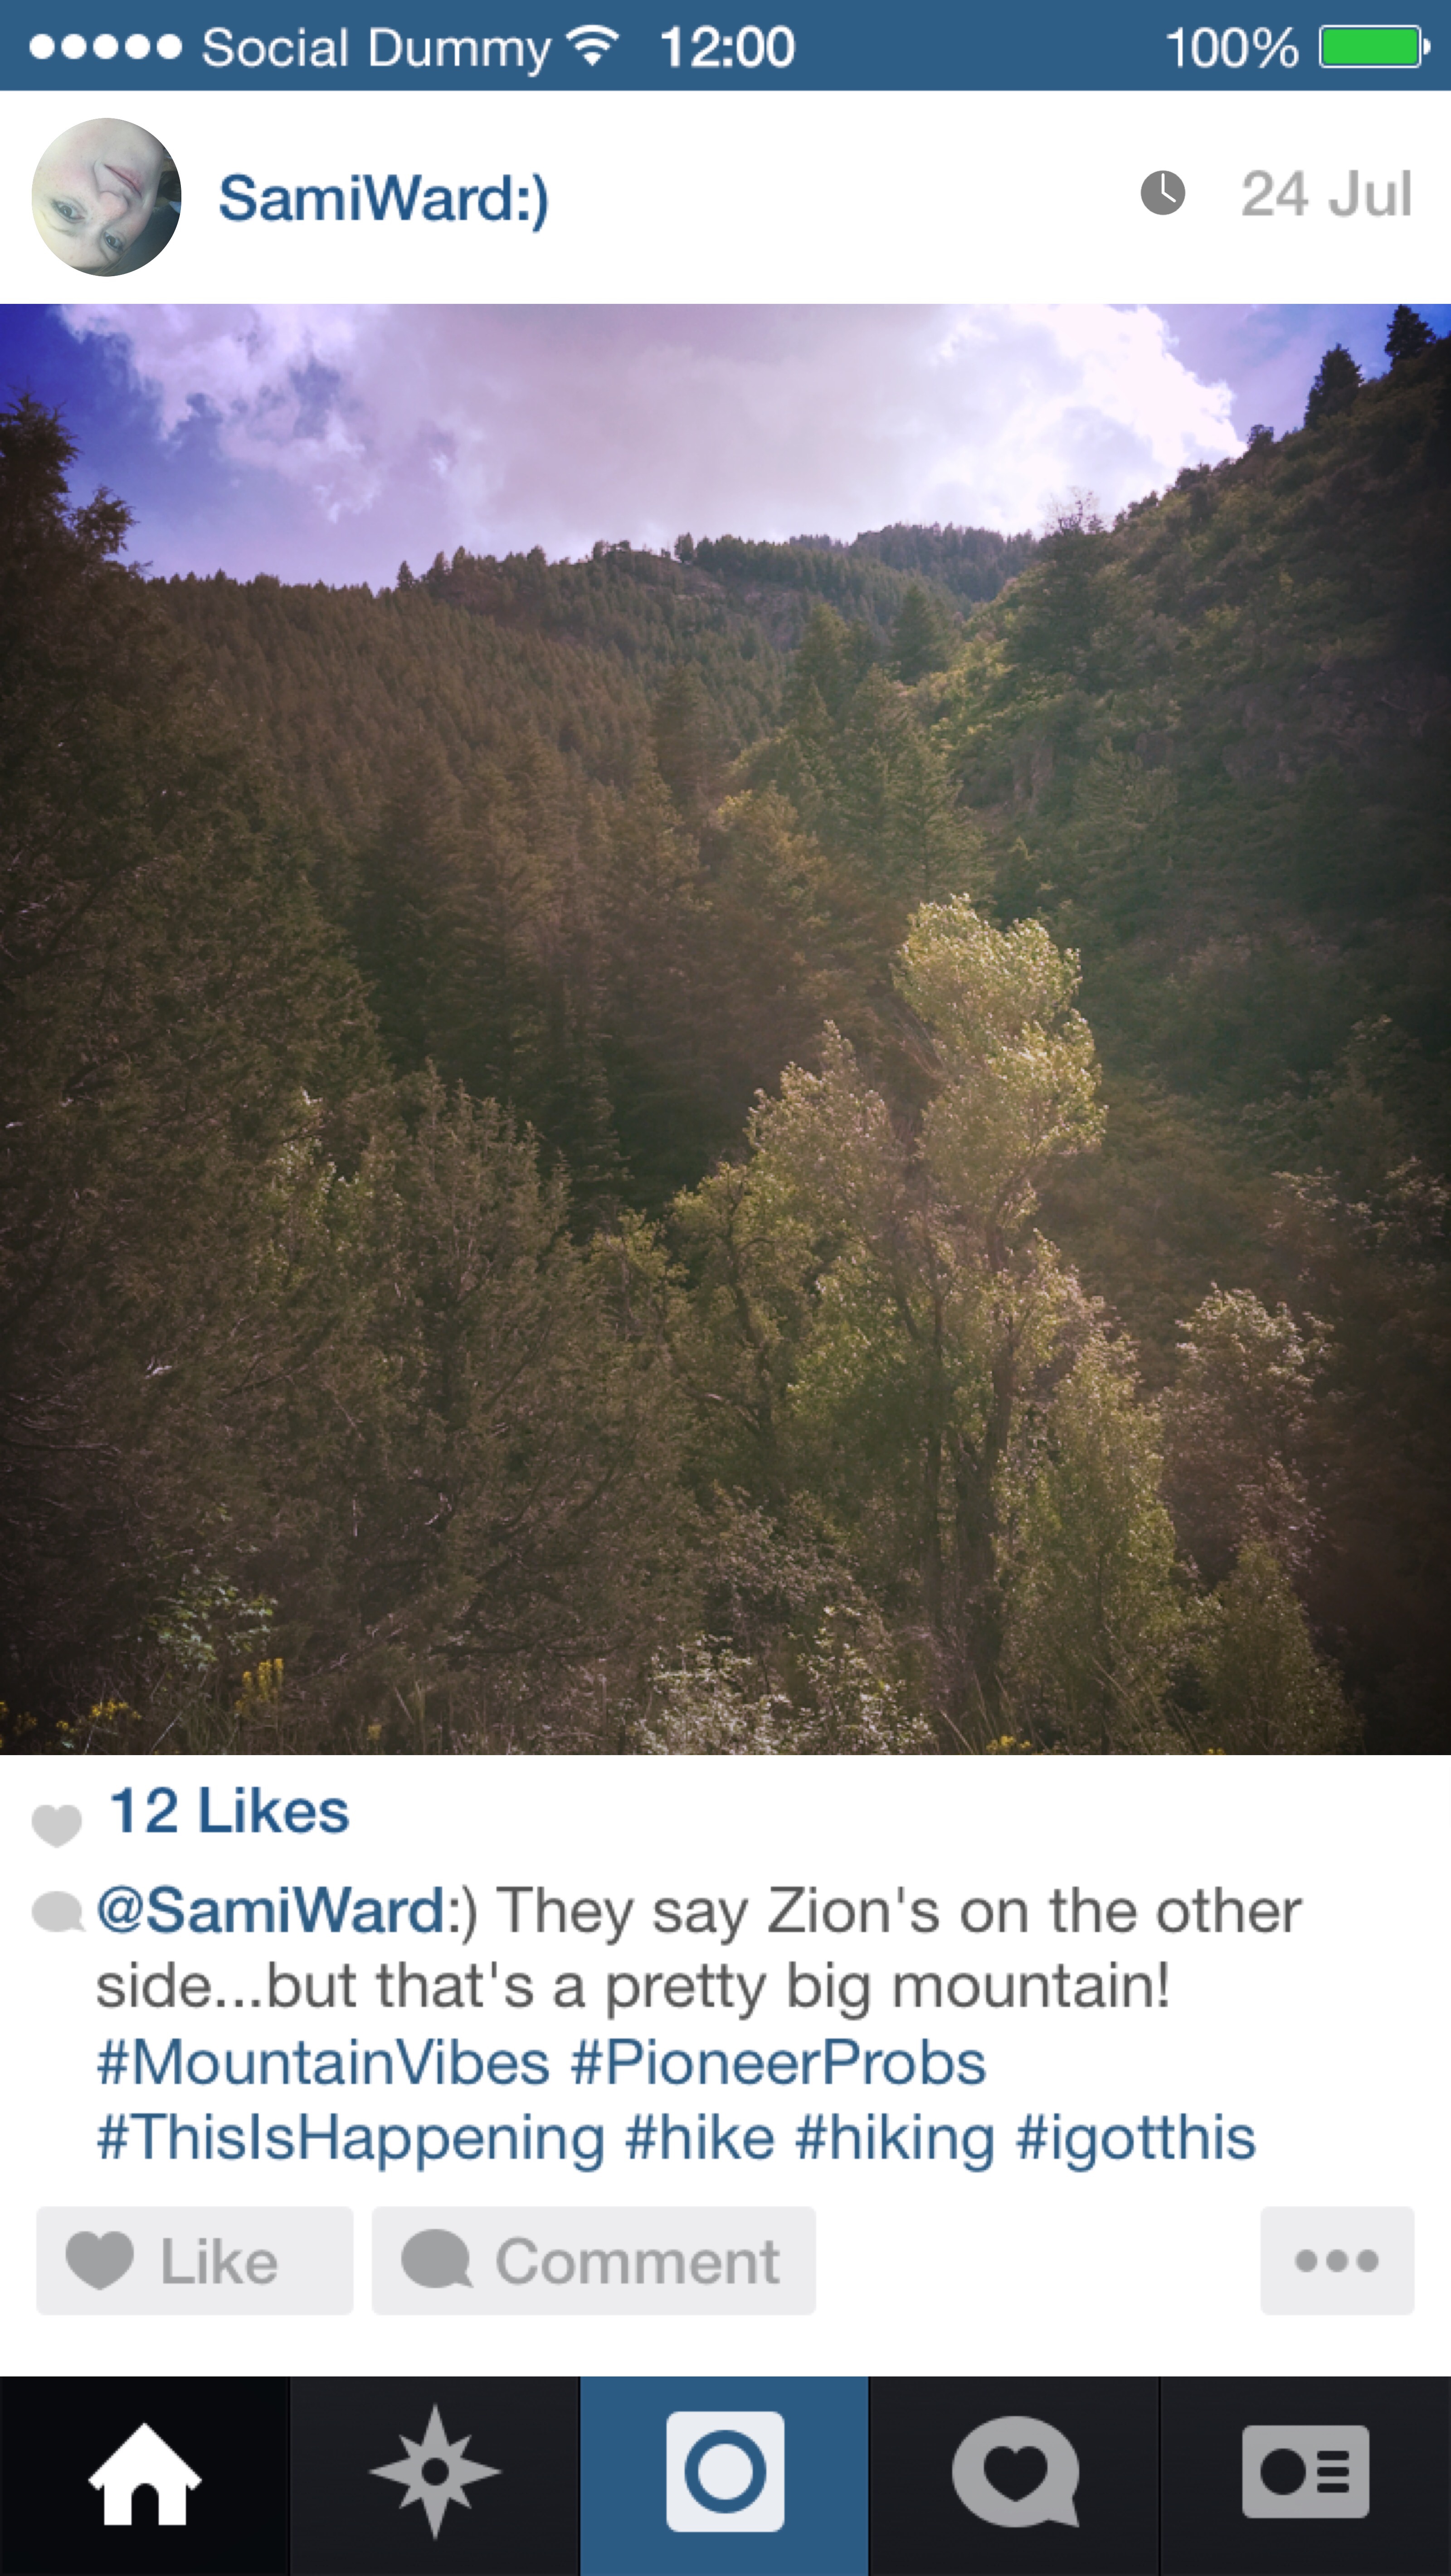 Social Dummy 12:00 100%
SamiWard:) 24 Jul
12 Likes
@SamiWard:) They say Zion's on the other
side...but that's a pretty big mountain!
#MountainVibes #PioneerProbs
#ThisIsHappening #hike #hiking #igotthis
Like Comment